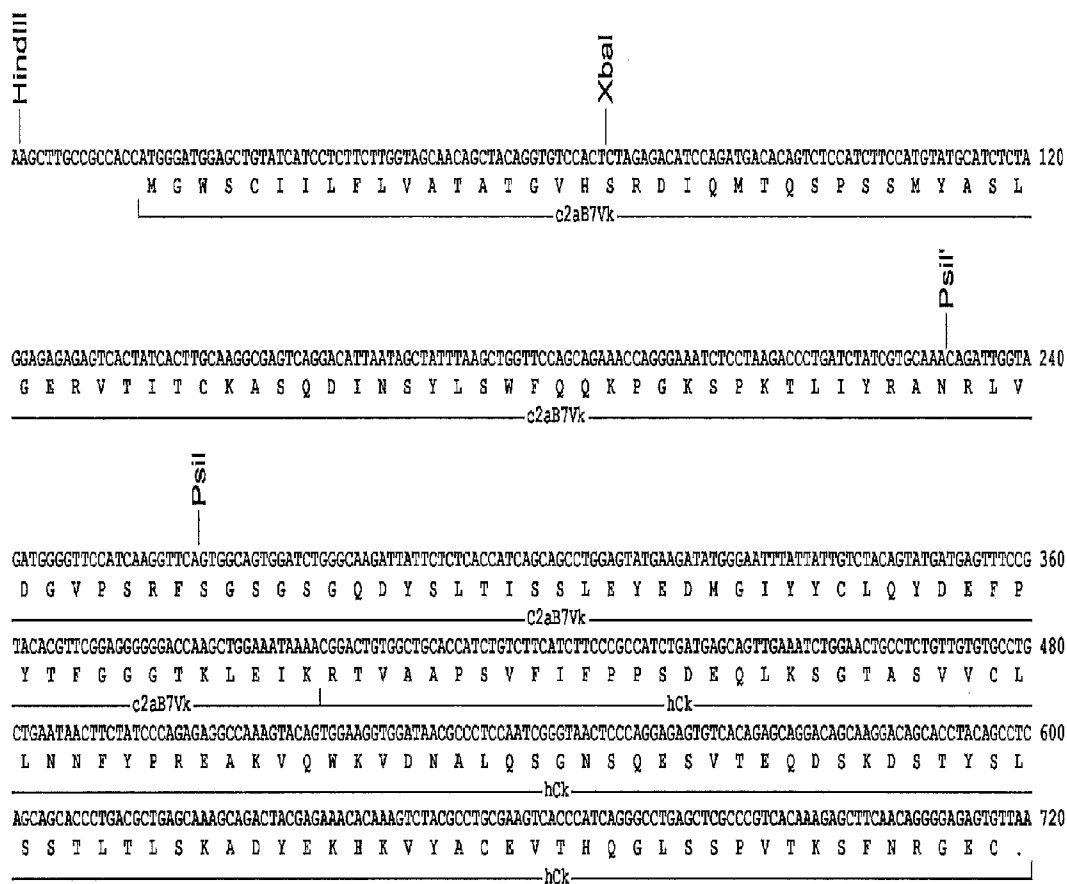 HindIII
XbaI
AAGCTTGCCGCCACCATGGGATGGAGCTGTATCATCCTCTTCTTGGTAGCAACAGCTACAGGTGTCCACTCTAGAGACATCCAGATGACACAGTCTCCATCTTCCATGTATGCATCTCTA 120
M G W S C I I L F L V A T A T G V H S R D I Q M T Q S P S S M Y A S L
c2aB7Vk
PsiI'
GGAGAGAGAGTCACTATCACTTGCAAGGCGAGTCAGGACATTAATAGCTATTTAAGCTGGTTCCAGCAGAAACCAGGGAAATCTCCTAAGACCCTGATCTATCGTGCAAACAGATTGGTA 240
G E R V T I T C K A S Q D I N S Y L S W F Q Q K P G K S P K T L I Y R A N R L V
c2aB7Vk
PsiI
GATGGGGTTCCATCAAGGTTCAGTGGCAGTGGATCTGGGCAAGATTATTCTCTCACCATCAGCAGCCTGGAGTATGAAGATATGGGAATTTATTATTGTCTACAGTATGATGAGTTTCCG 360
D G V P S R F S G S G S G Q D Y S L T I S S L E Y E D M G I Y Y C L Q Y D E F P
C2aB7Vk
TACACGTTCGGAGGGGGGACCAAGCTGGAAATAAAACGGACTGTGGCTGCACCATCTGTCTTCATCTTCCCGCCATCTGATGAGCAGTTGAAATCTGGAACTGCCTCTGTTGTGTGCCTG 480
Y T F G G G T K L E I K R T V A A P S V F I F P P S D E Q L K S G T A S V V C L
c2aB7Vk hCk
CTGAATAACTTCTATCCCAGAGAGGCCAAAGTACAGTGGAAGGTGGATAACGCCCTCCAATCGGGTAACTCCCAGGAGAGTGTCACAGAGCAGGACAGCAAGGACAGCACCTACAGCCTC 600
L N N F Y P R E A K V Q W K V D N A L Q S G N S Q E S V T E Q D S K D S T Y S L
hCk
AGCAGCACCCTGACGCTGAGCAAAGCAGACTACGAGAAACACAAAGTCTACGCCTGCGAAGTCACCCATCAGGGCCTGAGCTCGCCCGTCACAAAGAGCTTCAACAGGGGAGAGTGTTAA 720
S S T L T L S K A D Y E K H K V Y A C E V T H Q G L S S P V T K S F N R G E C .
hCk